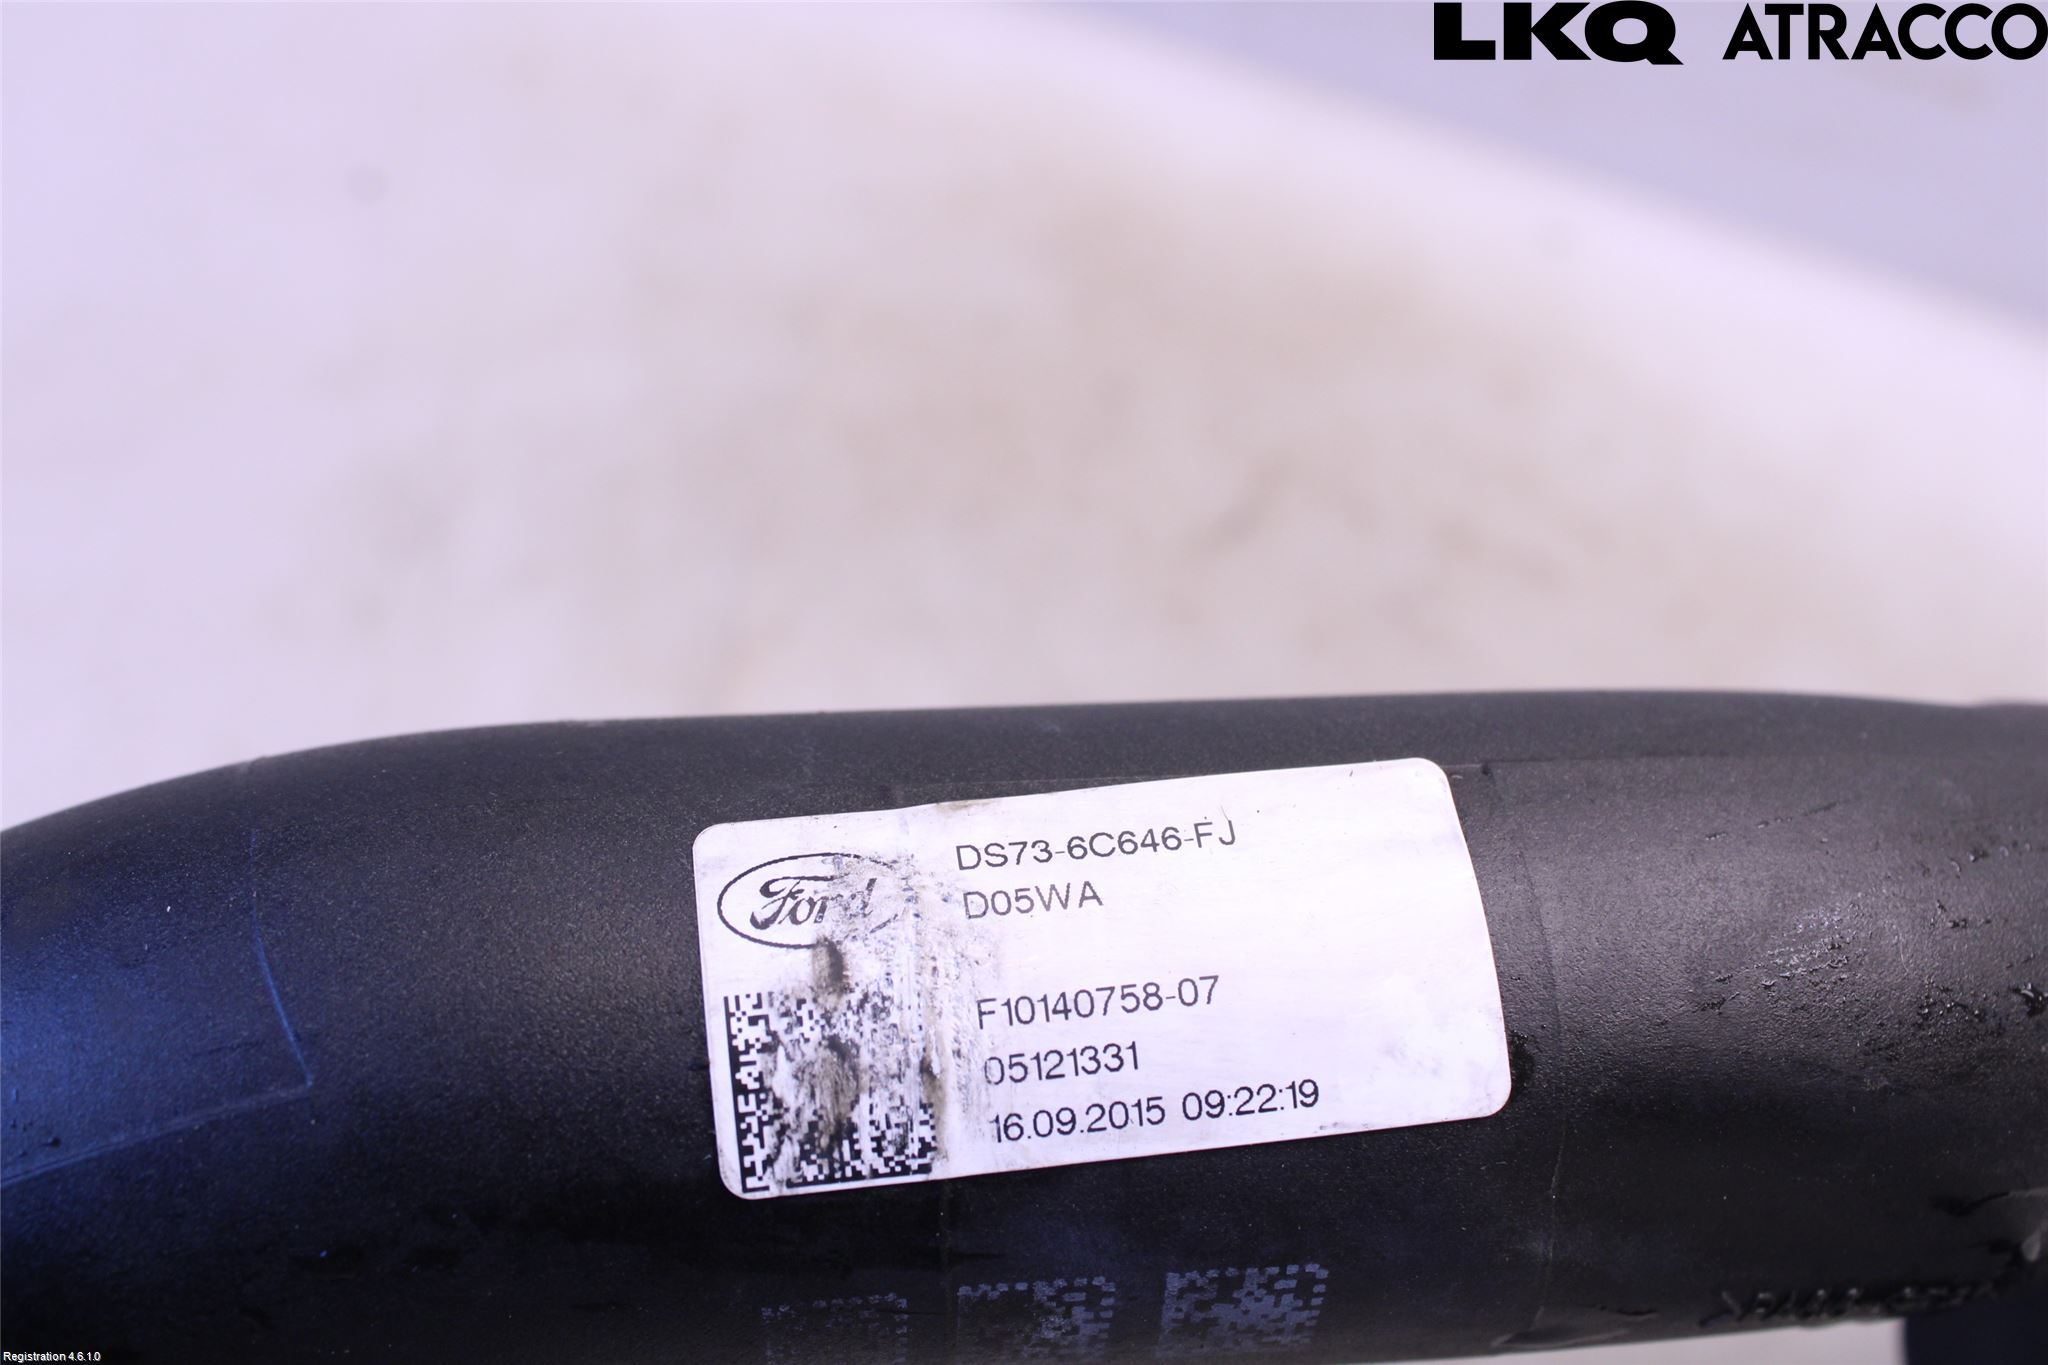 LKQ ATRACCO
Ford
DS73-6C646-FJ
D05WA
F10140758-07
05121331
16.09.2015 09:22:19
Registration 4.6.1.0